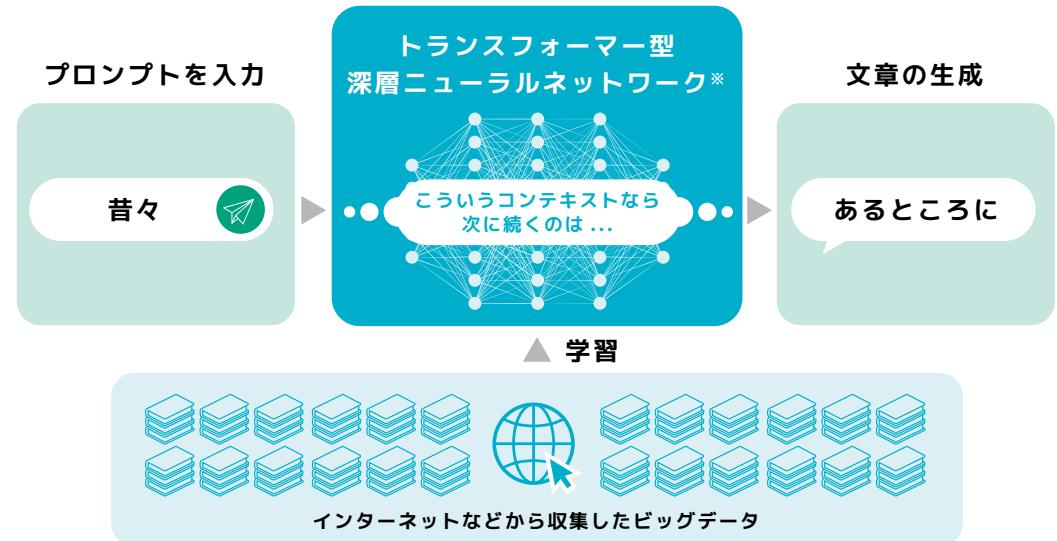 プロンプトを入力
昔々
トランスフォーマー型
深層ニューラルネットワーク※
こういうコンテキストなら
次に続くのは ...
文章の生成
あるところに
学習
インターネットなどから収集したビッグデータ